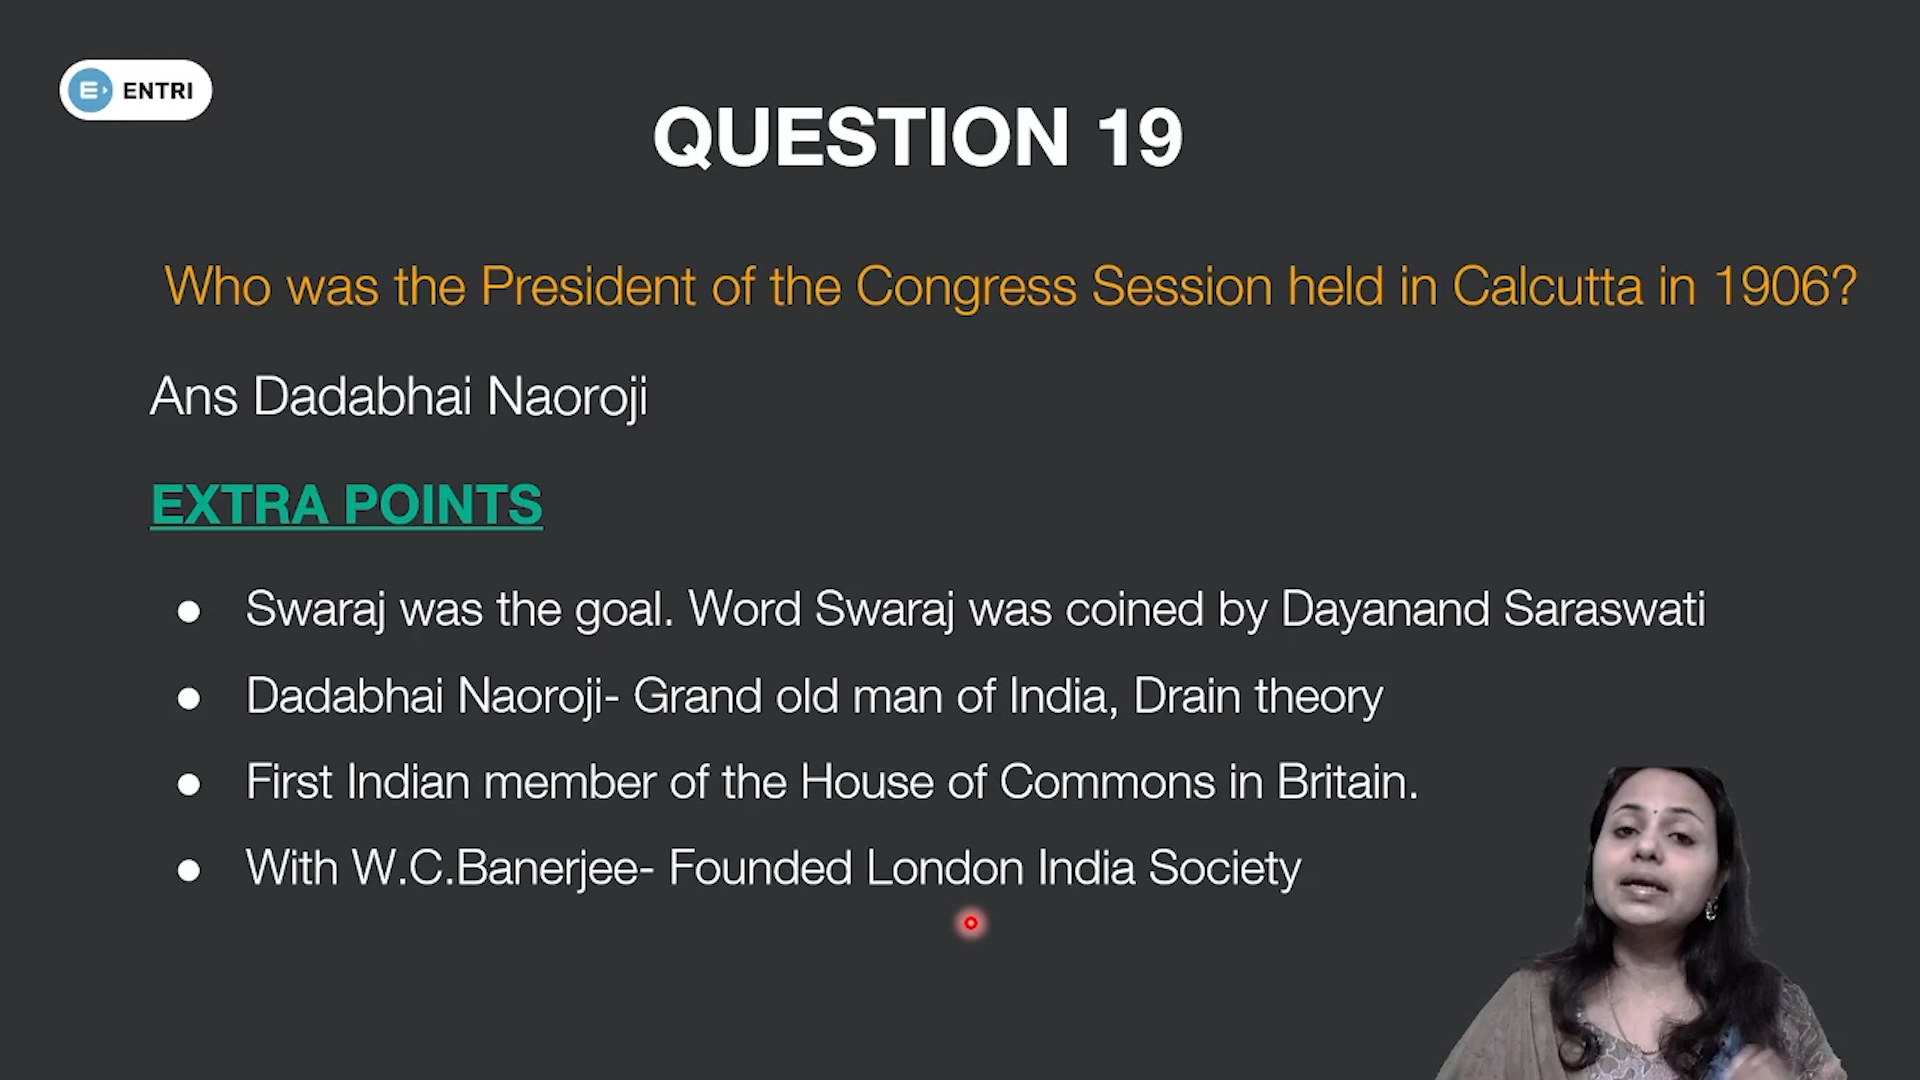 ENTRI
QUESTION 19
Who was the President of the Congress Session held in Calcutta in 1906?
Ans Dadabhai Naoroji
EXTRA POINTS
● Swaraj was the goal. Word Swaraj was coined by Dayanand Saraswati
● Dadabhai Naoroji- Grand old man of India, Drain theory
● First Indian member of the House of Commons in Britain.
● With W.C.Banerjee- Founded London India Society